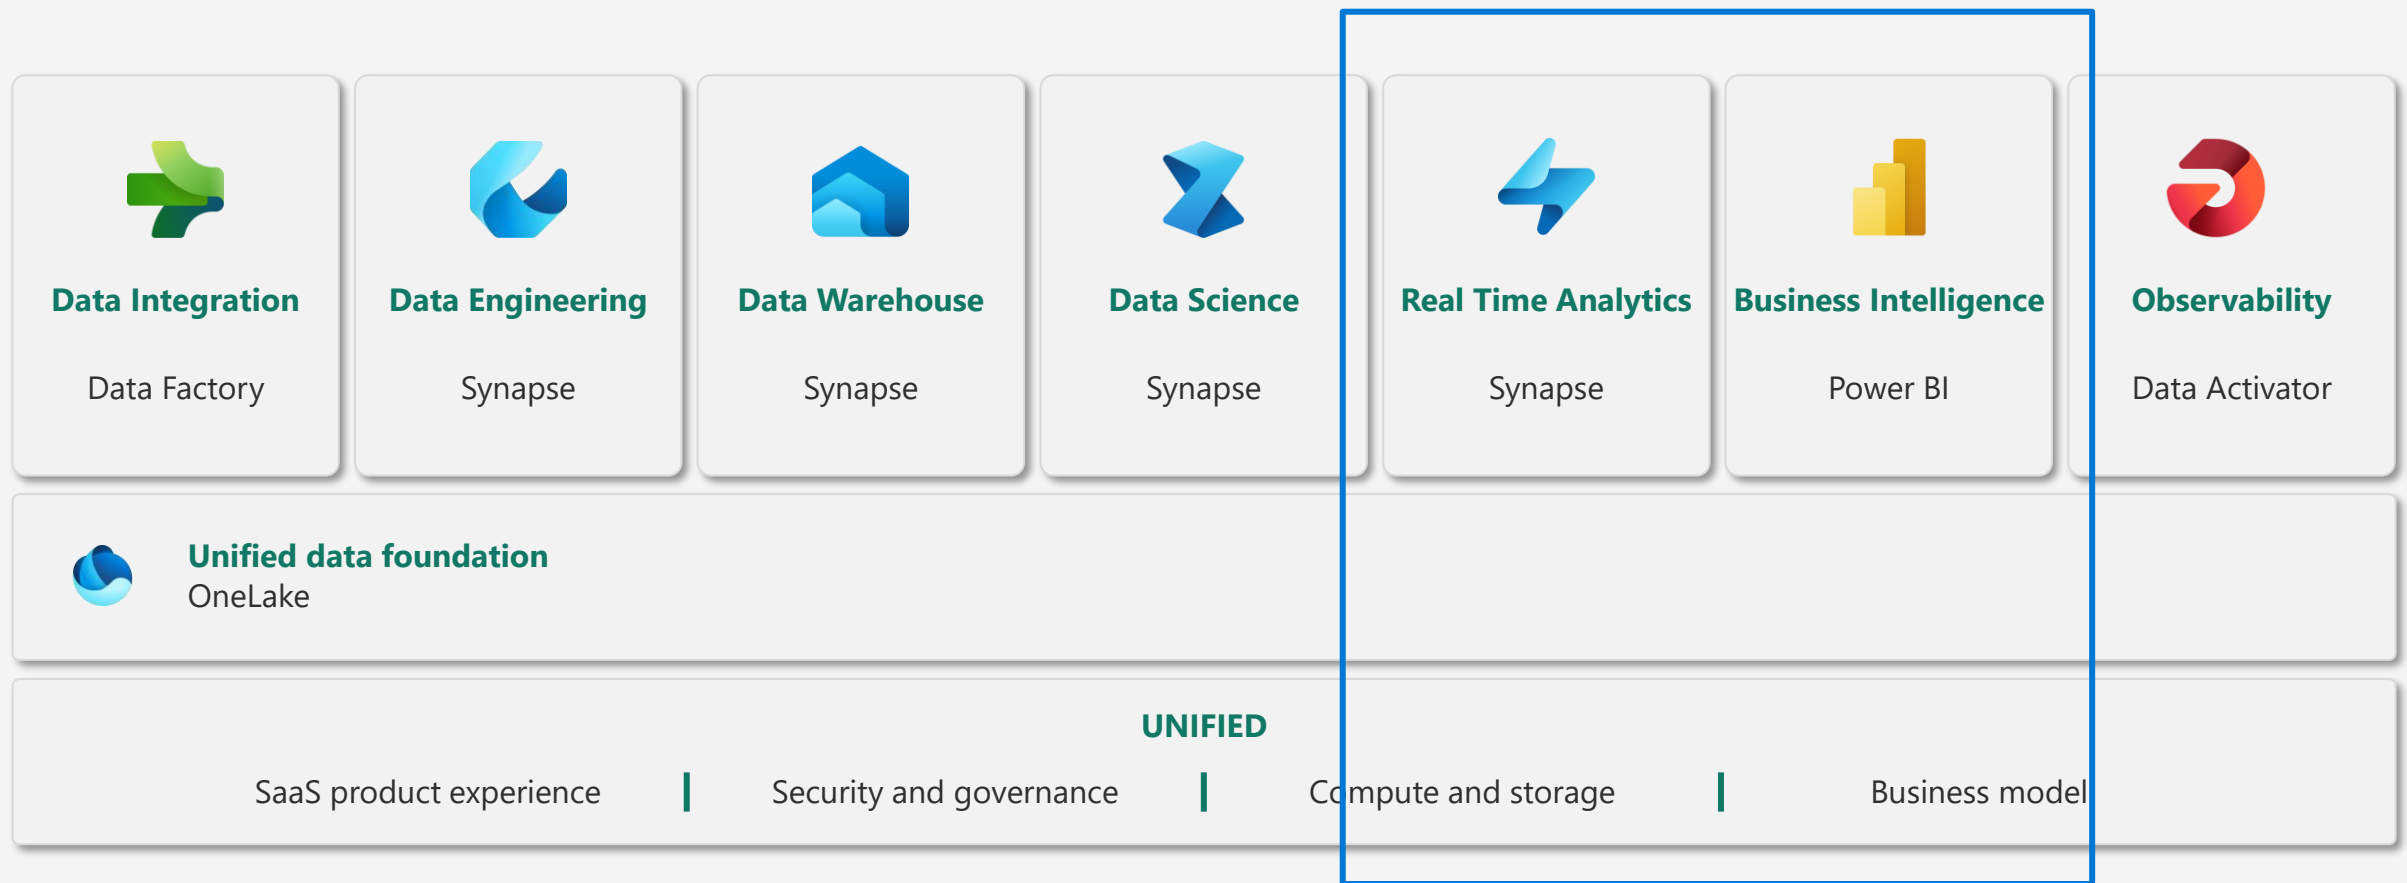 Data Integration
Data Factory
Data Engineering
Synapse
Data Warehouse
Synapse
Data Science
Synapse
Real Time Analytics
Synapse
Business Intelligence
Power BI
Observability
Data Activator
Unified data foundation
OneLake
UNIFIED
SaaS product experience | Security and governance | Compute and storage | Business model